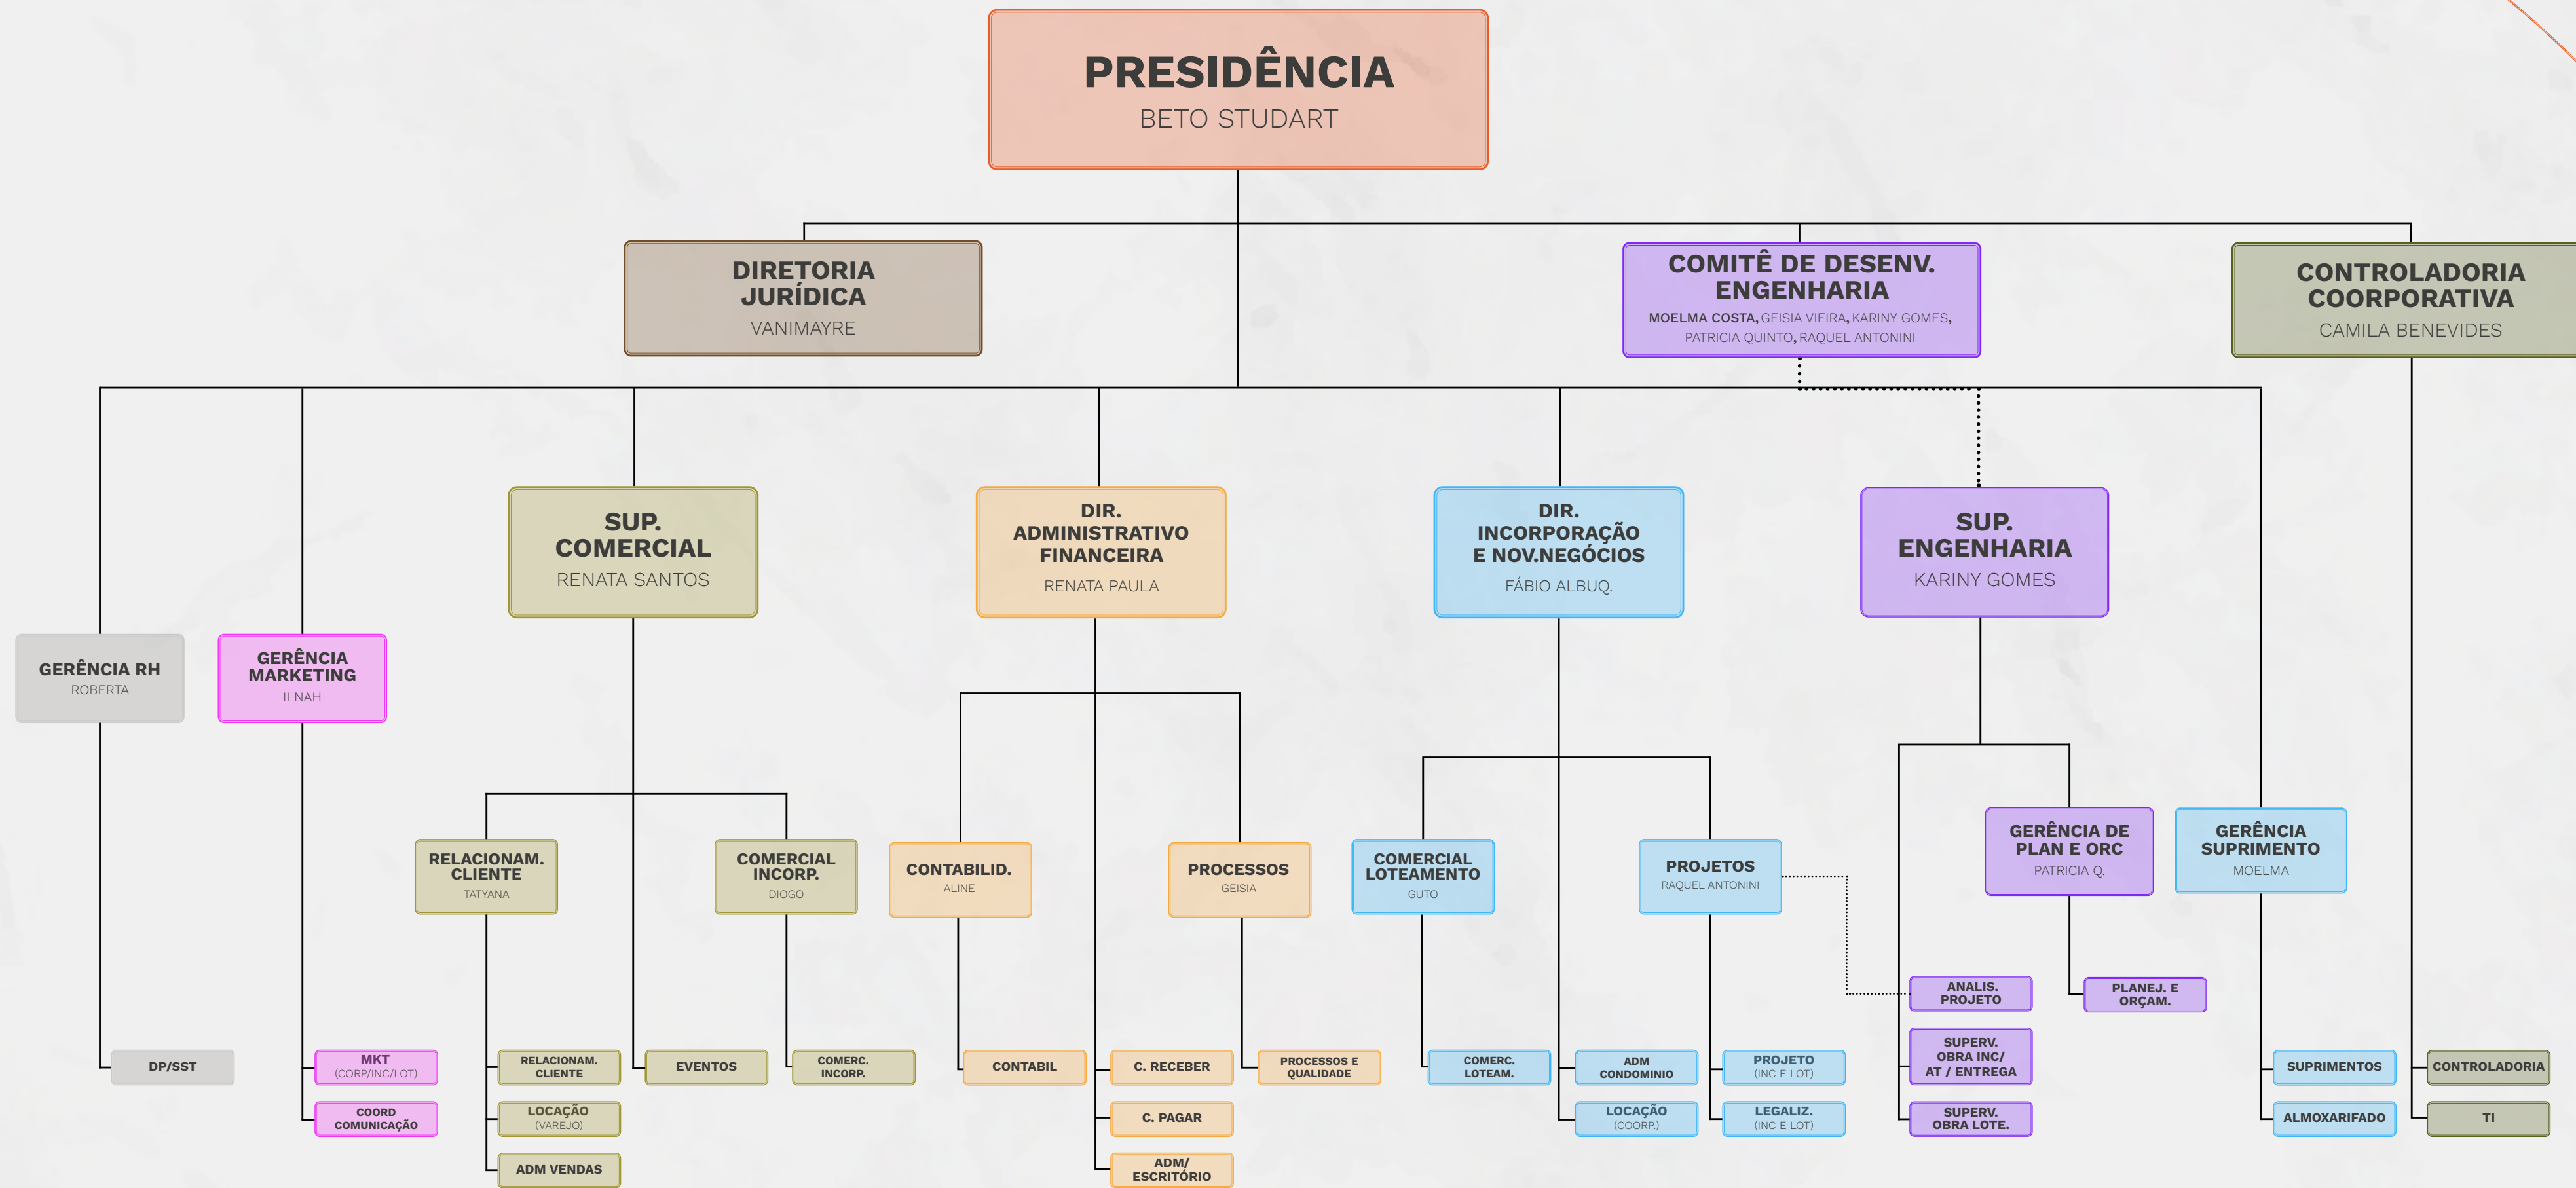 PRESIDÊNCIA
BETO STUDART
DIRETORIA
JURÍDICA
VANIMAYRE
COMITÊ DE DESENV.
ENGENHARIA
MOELMA COSTA, GEISIA VIEIRA, KARINY GOMES,
PATRICIA QUINTO, RAQUEL ANTONINI
CONTROLADORIA
COORPORATIVA
CAMILA BENEVIDES
SUP.
COMERCIAL
RENATA SANTOS
DIR.
ADMINISTRATIVO
FINANCEIRA
RENATA PAULA
DIR.
INCORPORAÇÃO
E NOV.NEGÓCIOS
FÁBIO ALBUQ.
SUP.
ENGENHARIA
KARINY GOMES
GERÊNCIA RH
ROBERTA
GERÊNCIA
MARKETING
ILNAH
RELACIONAM.
CLIENTE
TATYANA
COMERCIAL
INCORP.
DIOGO
CONTABILID.
ALINE
PROCESSOS
GEISIA
COMERCIAL
LOTEAMENTO
GUTO
PROJETOS
RAQUEL ANTONINI
GERÊNCIA DE
PLAN E ORC
PATRICIA Q.
GERÊNCIA
SUPRIMENTO
MOELMA
ANALIS.
PROJETO
PLANEJ. E
ORÇAM.
DP/SST
MKT
(CORP/INC/LOT)
COORD
COMUNICAÇÃO
RELACIONAM.
CLIENTE
LOCAÇÃO
(VAREJO)
ADM VENDAS
EVENTOS
COMERC.
INCORP.
CONTABIL
C. RECEBER
C. PAGAR
ADM/
ESCRITÓRIO
PROCESSOS E
QUALIDADE
COMERC.
LOTEAM.
ADM
CONDOMINIO
LOCAÇÃO
(COORP.)
PROJETO
(INC E LOT)
LEGALIZ.
(INC E LOT)
SUPERV.
OBRA INC/
AT / ENTREGA
SUPERV.
OBRA LOTE.
SUPRIMENTOS
ALMOXARIFADO
CONTROLADORIA
TI